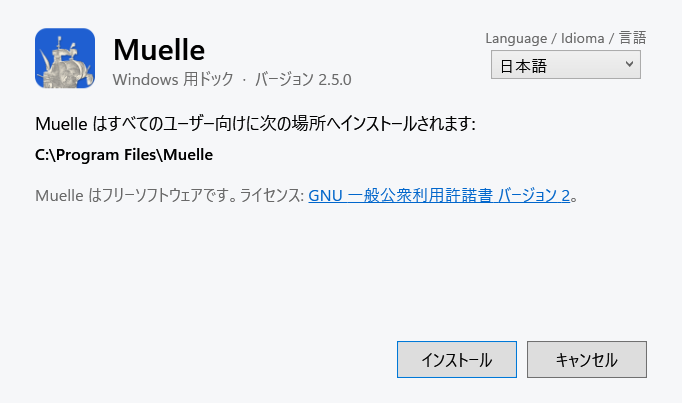 Muelle
Windows 用ドック · バージョン 2.5.0
Language / Idioma / 言語
日本語
Muelle はすべてのユーザー向けに次の場所へインストールされます:
C:\Program Files\Muelle
Muelle はフリーソフトウェアです。ライセンス: GNU 一般公衆利用許諾書 バージョン 2。
インストール
キャンセル